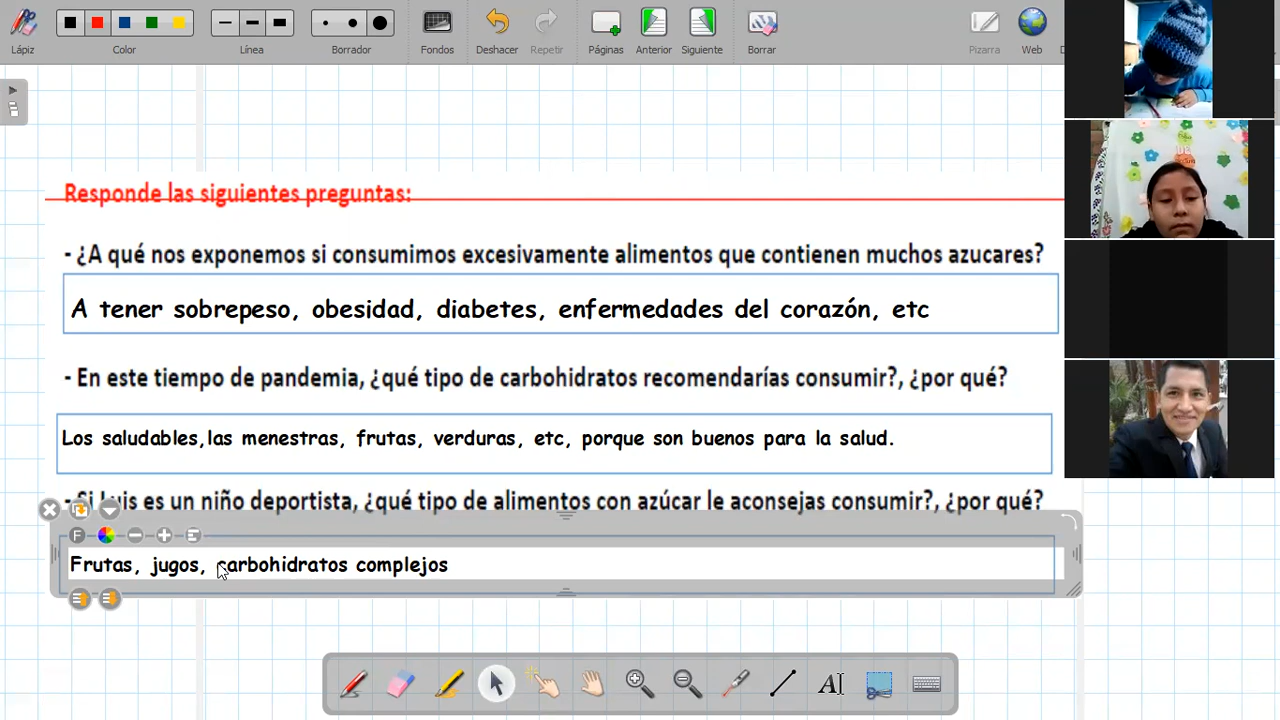 Lápiz
Color
Línea
Borrador
Fondos
Deshacer
Repetir
Páginas
Anterior
Siguiente
Borrar
Pizarra
Web
Responde las siguientes preguntas:
- ¿A qué nos exponemos si consumimos excesivamente alimentos que contienen muchos azucares?
A tener sobrepeso, obesidad, diabetes, enfermedades del corazón, etc
- En este tiempo de pandemia, ¿qué tipo de carbohidratos recomendarías consumir?, ¿por qué?
Los saludables,las menestras, frutas, verduras, etc, porque son buenos para la salud.
- Si Luis es un niño deportista, ¿qué tipo de alimentos con azúcar le aconsejas consumir?, ¿por qué?
F
Frutas, jugos, carbohidratos complejos